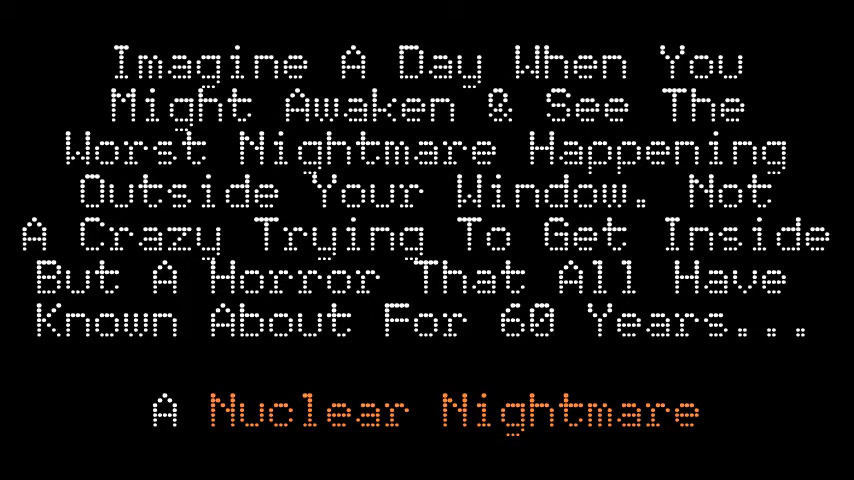 Imagine A Day When You
Might Awaken & See The
Worst Nightmare Happening
Outside Your Window. Not
A Crazy Trying To Get Inside
But A Horror That All Have
Known About For 60 Years...
A Nuclear Nightmare